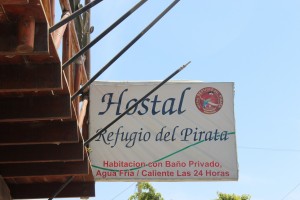 Hostal
Refugio del Pirata
Habitacion con Baño Privado,
Agua Fria / Caliente Las 24 Horas